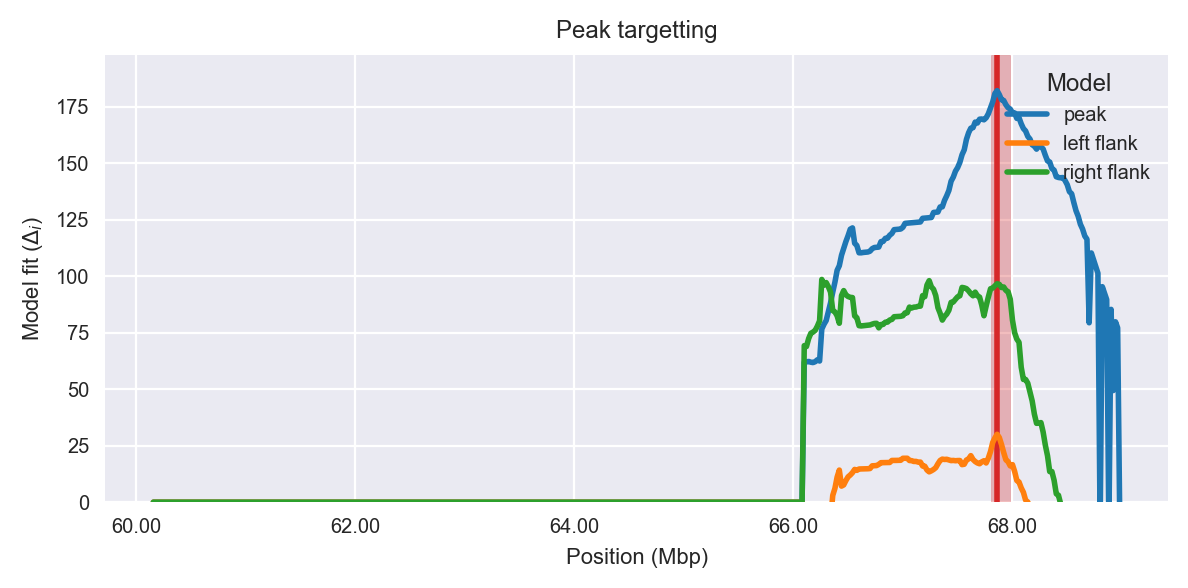 Peak targetting
Model fit (Δi)
175
150
125
100
75
50
25
0
Model
peak
left flank
right flank
60.00 62.00 64.00 66.00 68.00
Position (Mbp)